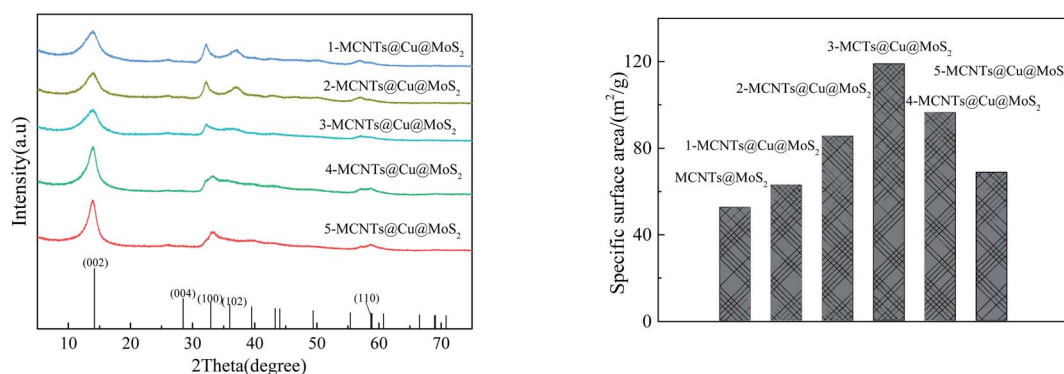 1-MCNTs@Cu@MoS₂
2-MCNTs@Cu@MoS₂
3-MCNTs@Cu@MoS₂
4-MCNTs@Cu@MoS₂
5-MCNTs@Cu@MoS₂
(002)
(004)
(100)
(102)
(110)
10 20 30 40 50 60 70
2Theta(degree)
Intensity(a.u)
Specific surface area/(m²/g)
120
80
40
0
3-MCTs@Cu@MoS₂
5-MCNTs@Cu@MoS
2-MCNTs@Cu@MoS₂
4-MCNTs@Cu@MoS₂
1-MCNTs@Cu@MoS₂
MCNTs@MoS₂